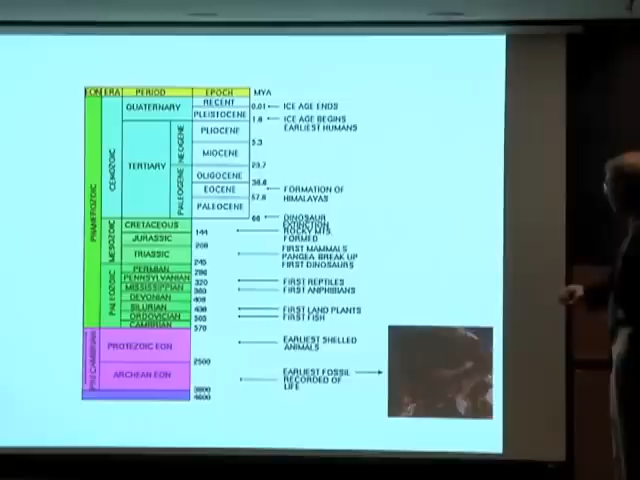 EON ERA PERIOD EPOCH MYA
QUATERNARY
RECENT
0.01
ICE AGE ENDS
PLEISTOCENE
1.8
ICE AGE BEGINS
EARLIEST HUMANS
PHANEROZOIC
CENOZOIC
TERTIARY
NEOGENE
PLIOCENE
5.3
MIOCENE
23.7
PALEOGENE
OLIGOCENE
36.6
EOCENE
FORMATION OF
HIMALAYAS
57.8
PALEOCENE
66
DINOSAUR
EXTINCTION
MESOZOIC
CRETACEOUS
144
ROCKY MTS.
FORMED
JURASSIC
208
TRIASSIC
FIRST MAMMALS
PANGEA BREAK UP
FIRST DINOSAURS
245
PALEOZOIC
PERMIAN
PENNSYLVANIAN
320
FIRST REPTILES
MISSISSIPPIAN
360
FIRST AMPHIBIANS
DEVONIAN
408
SILURIAN
438
FIRST LAND PLANTS
ORDOVICIAN
505
FIRST FISH
CAMBRIAN
570
PROTEZOIC EON
EARLIEST SHELLED
ANIMALS
2500
ARCHEAN EON
EARLIEST FOSSIL
RECORDED OF
LIFE
3800
4600